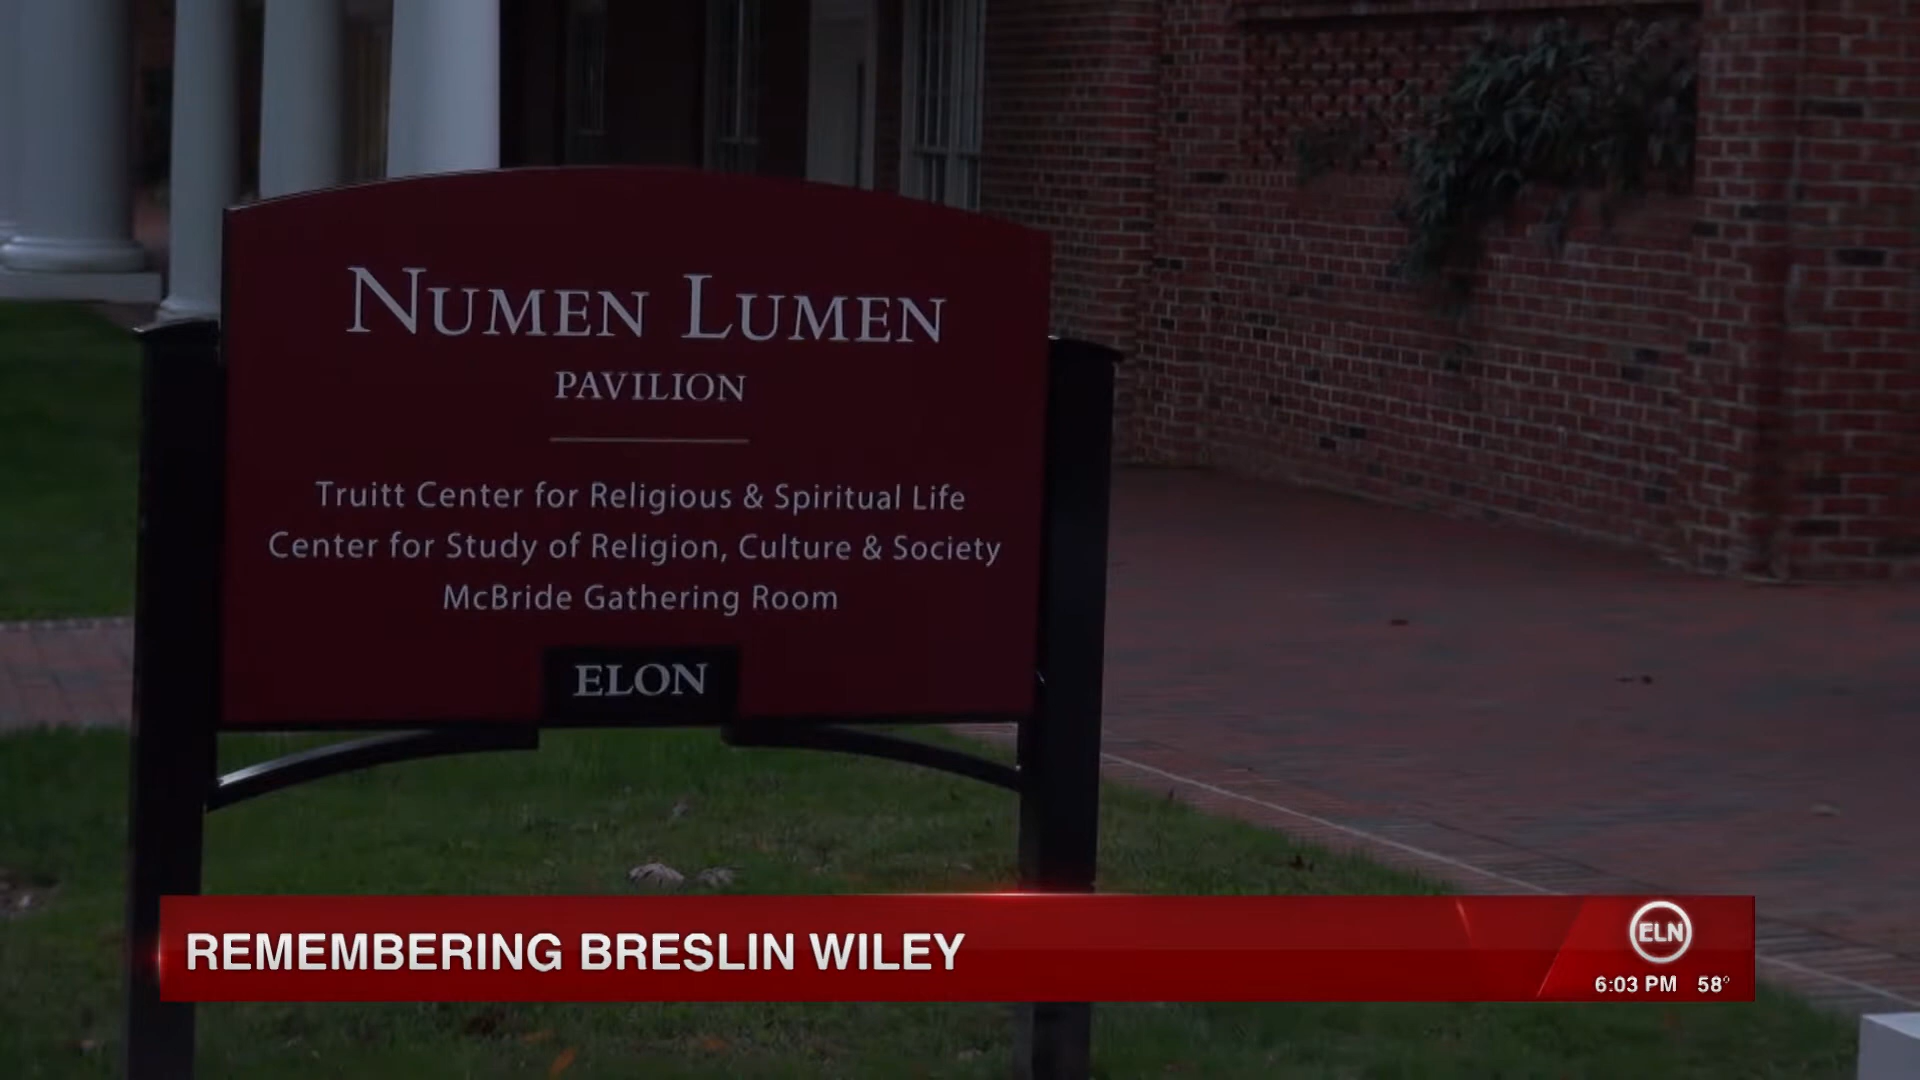 NUMEN LUMEN
PAVILION
Truitt Center for Religious & Spiritual Life
Center for Study of Religion, Culture & Society
McBride Gathering Room
ELON
REMEMBERING BRESLIN WILEY
ELN
6:03 PM 58°